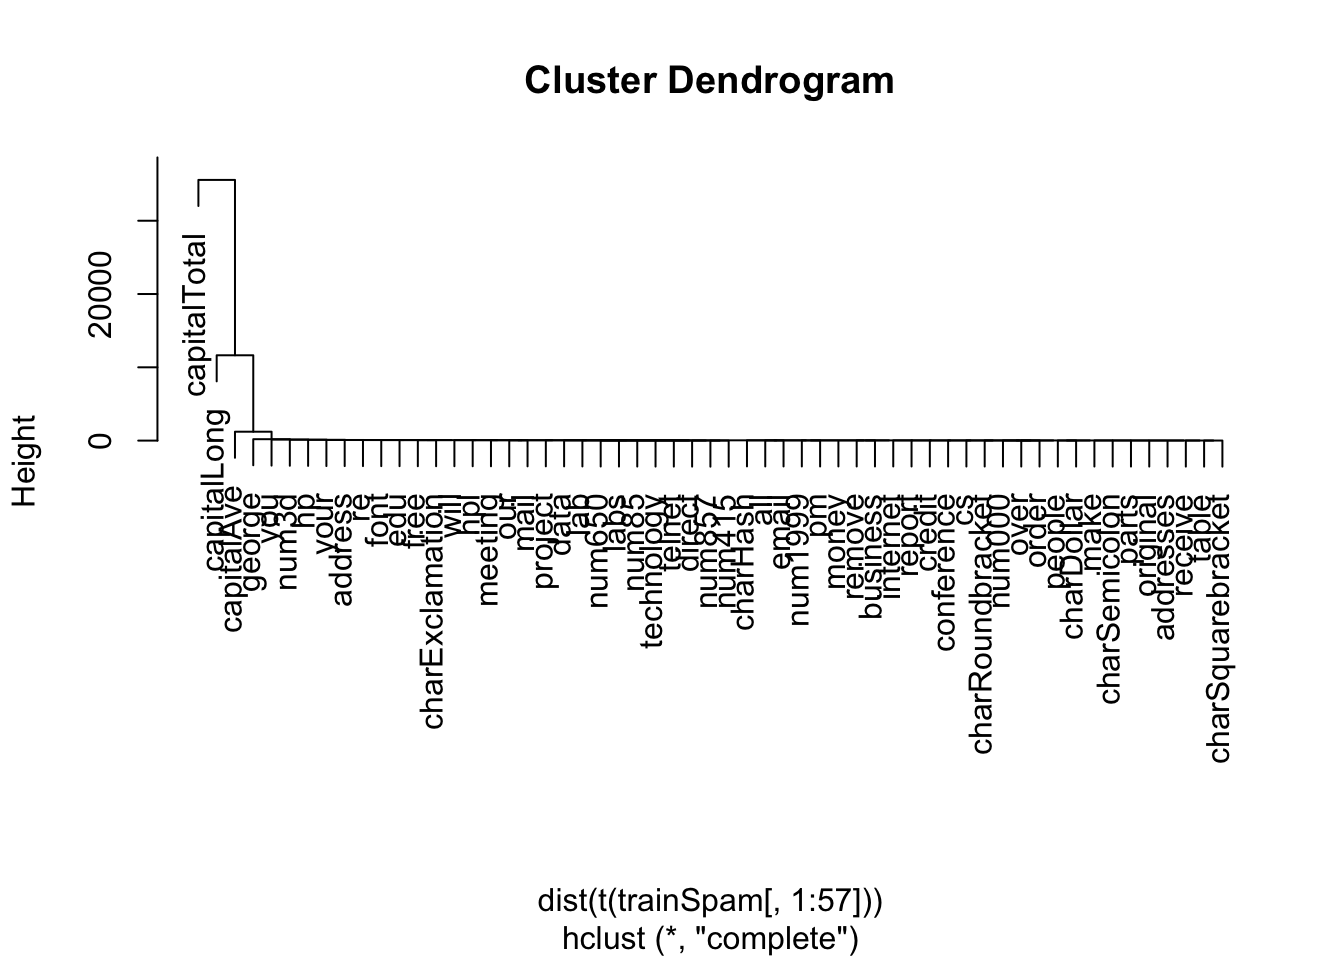 Cluster Dendrogram
Height
0
20000
capitalTotal
capitalLong
capitalAve
george
you
num3d
hp
your
address
re
font
edu
free
charExclamation
will
hpl
meeting
our
mail
project
data
lab
num650
labs
num85
technology
telnet
direct
num857
num415
charHash
all
email
num1999
pm
money
remove
business
internet
report
credit
conference
cs
charRoundbracket
num000
over
order
people
charDollar
make
charSemicolon
parts
original
addresses
receive
table
charSquarebracket
dist(t(trainSpam[, 1:57]))
hclust (*, "complete")